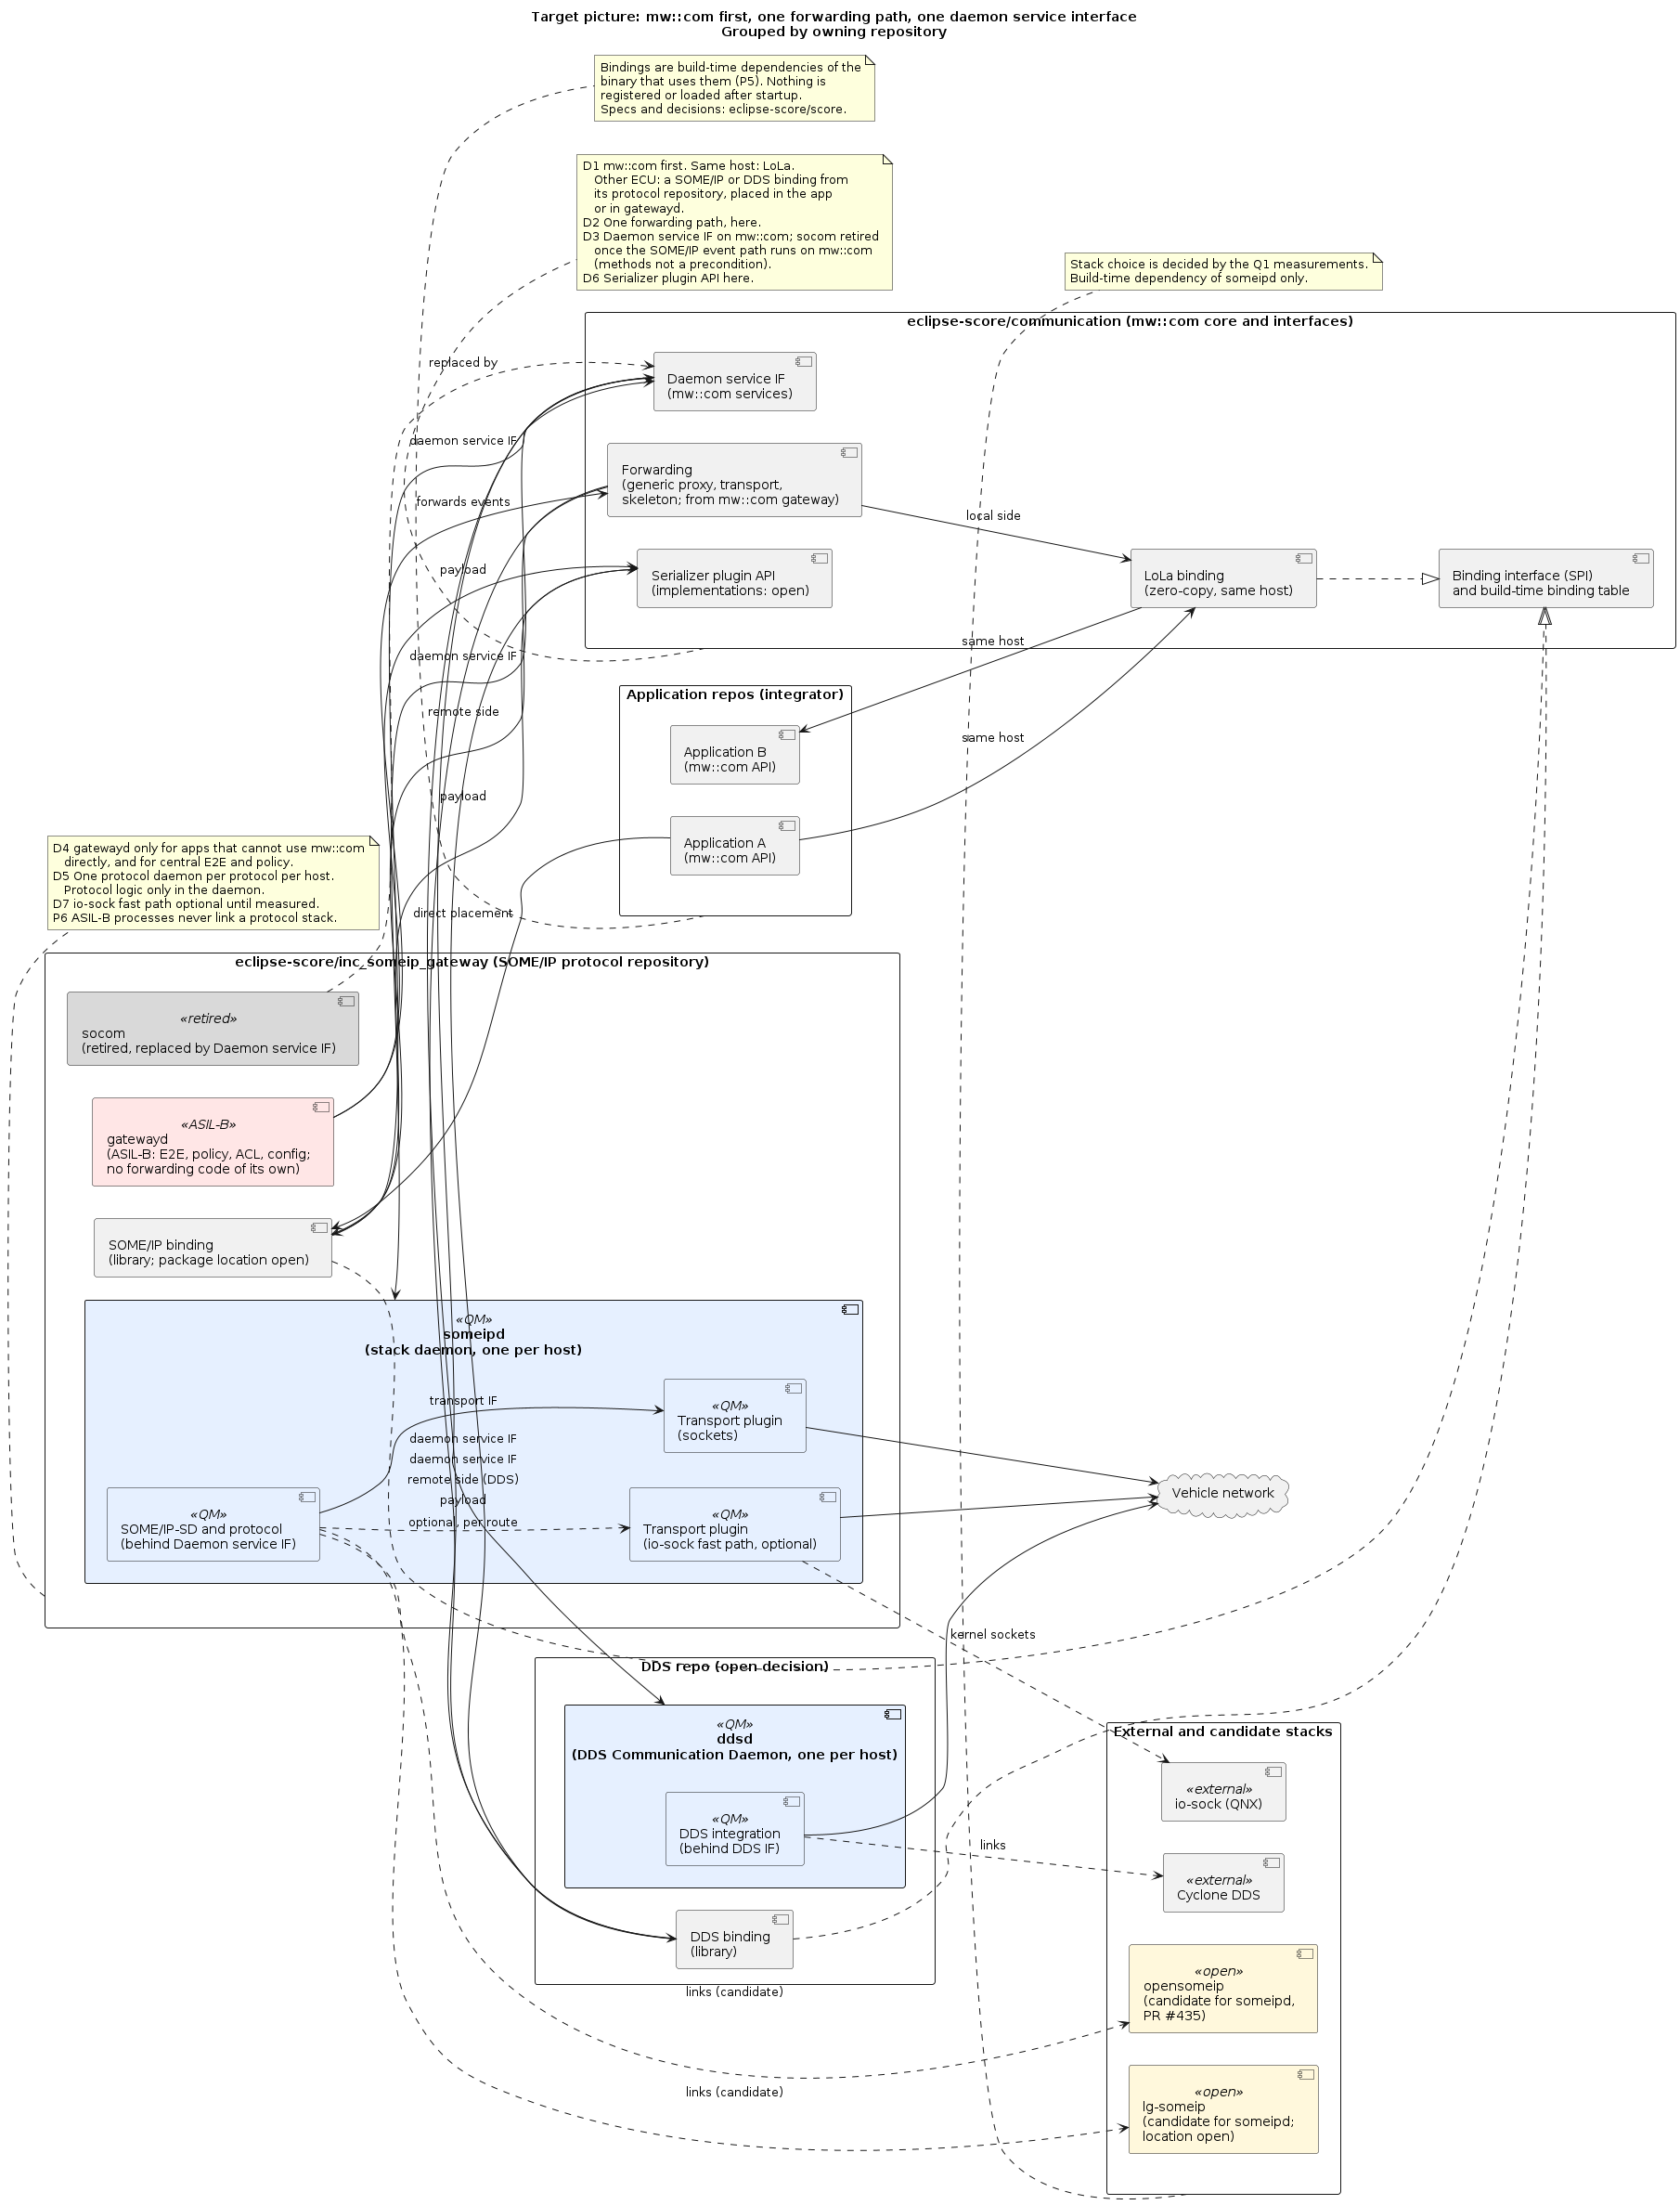 Target picture: mw::com first, one forwarding path, one daemon service interface
Grouped by owning repository
Bindings are build-time dependencies of the
binary that uses them (P5). Nothing is
registered or loaded after startup.
Specs and decisions: eclipse-score/score.
D1 mw::com first. Same host: LoLa.
Other ECU: a SOME/IP or DDS binding from
its protocol repository, placed in the app
or in gatewayd.
D2 One forwarding path, here.
D3 Daemon service IF on mw::com; socom retired
once the SOME/IP event path runs on mw::com
(methods not a precondition).
D6 Serializer plugin API here.
Stack choice is decided by the Q1 measurements.
Build-time dependency of someipd only.
eclipse-score/communication (mw::com core and interfaces)
replaced by
Daemon service IF
(mw::com services)
daemon service IF
Forwarding
(generic proxy, transport,
skeleton; from mw::com gateway)
forwards events
local side
payload
Serializer plugin API
(implementations: open)
LoLa binding
(zero-copy, same host)
Binding interface (SPI)
and build-time binding table
same host
daemon service IF
Application repos (integrator)
remote side
Application B
(mw::com API)
same host
payload
Application A
(mw::com API)
direct placement
D4 gatewayd only for apps that cannot use mw::com
directly, and for central E2E and policy.
D5 One protocol daemon per protocol per host.
Protocol logic only in the daemon.
D7 io-sock fast path optional until measured.
P6 ASIL-B processes never link a protocol stack.
eclipse-score/inc_someip_gateway (SOME/IP protocol repository)
«retired»
socom
(retired, replaced by Daemon service IF)
«ASIL-B»
gatewayd
(ASIL-B: E2E, policy, ACL, config;
no forwarding code of its own)
SOME/IP binding
(library; package location open)
«QM»
someipd
(stack daemon, one per host)
transport IF
«QM»
Transport plugin
(sockets)
daemon service IF
daemon service IF
remote side (DDS)
payload
optional, per route
«QM»
SOME/IP-SD and protocol
(behind Daemon service IF)
«QM»
Transport plugin
(io-sock fast path, optional)
Vehicle network
kernel sockets
DDS repo (open decision)
«QM»
ddsd
(DDS Communication Daemon, one per host)
«QM»
DDS integration
(behind DDS IF)
links
DDS binding
(library)
External and candidate stacks
«external»
io-sock (QNX)
«external»
Cyclone DDS
links (candidate)
«open»
opensomeip
(candidate for someipd,
PR #435)
links (candidate)
«open»
lg-someip
(candidate for someipd;
location open)